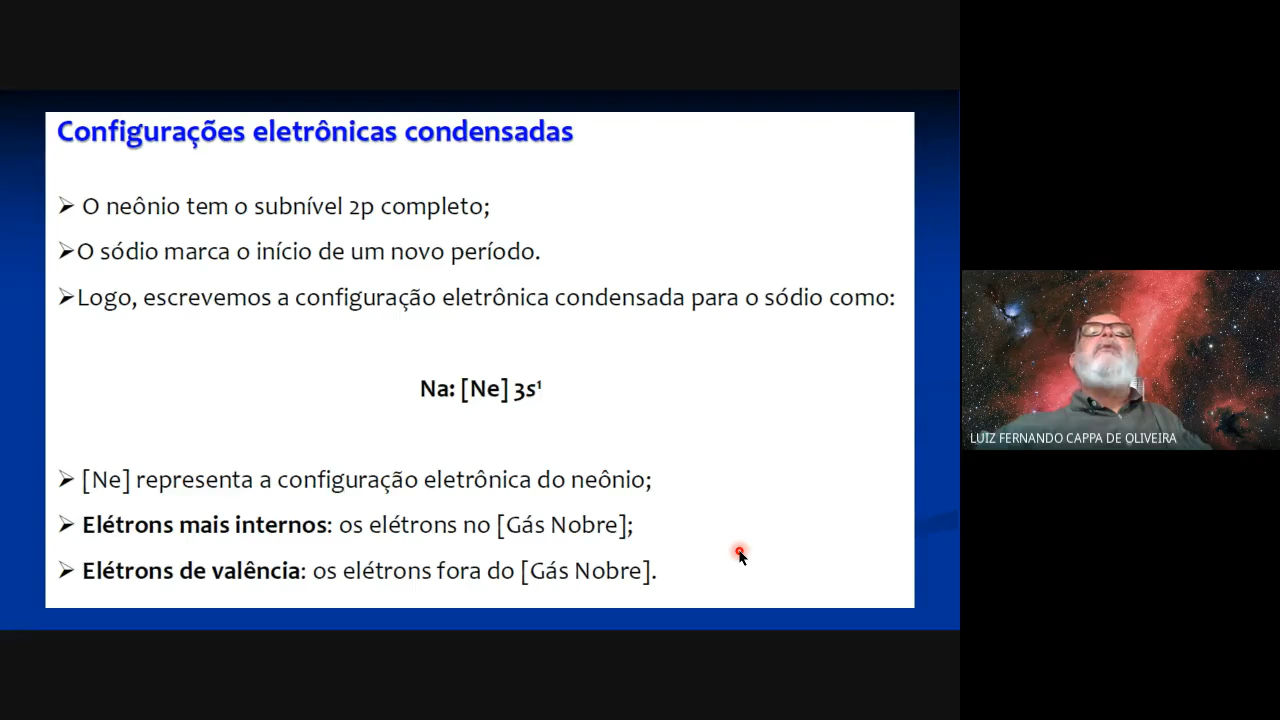 Configurações eletrônicas condensadas
➢ O neônio tem o subnível 2p completo;
➢O sódio marca o início de um novo período.
➢Logo, escrevemos a configuração eletrônica condensada para o sódio como:
Na: [Ne] 3s¹
➢ [Ne] representa a configuração eletrônica do neônio;
➢ Elétrons mais internos: os elétrons no [Gás Nobre];
➢ Elétrons de valência: os elétrons fora do [Gás Nobre].
LUIZ FERNANDO CAPPA DE OLIVEIRA